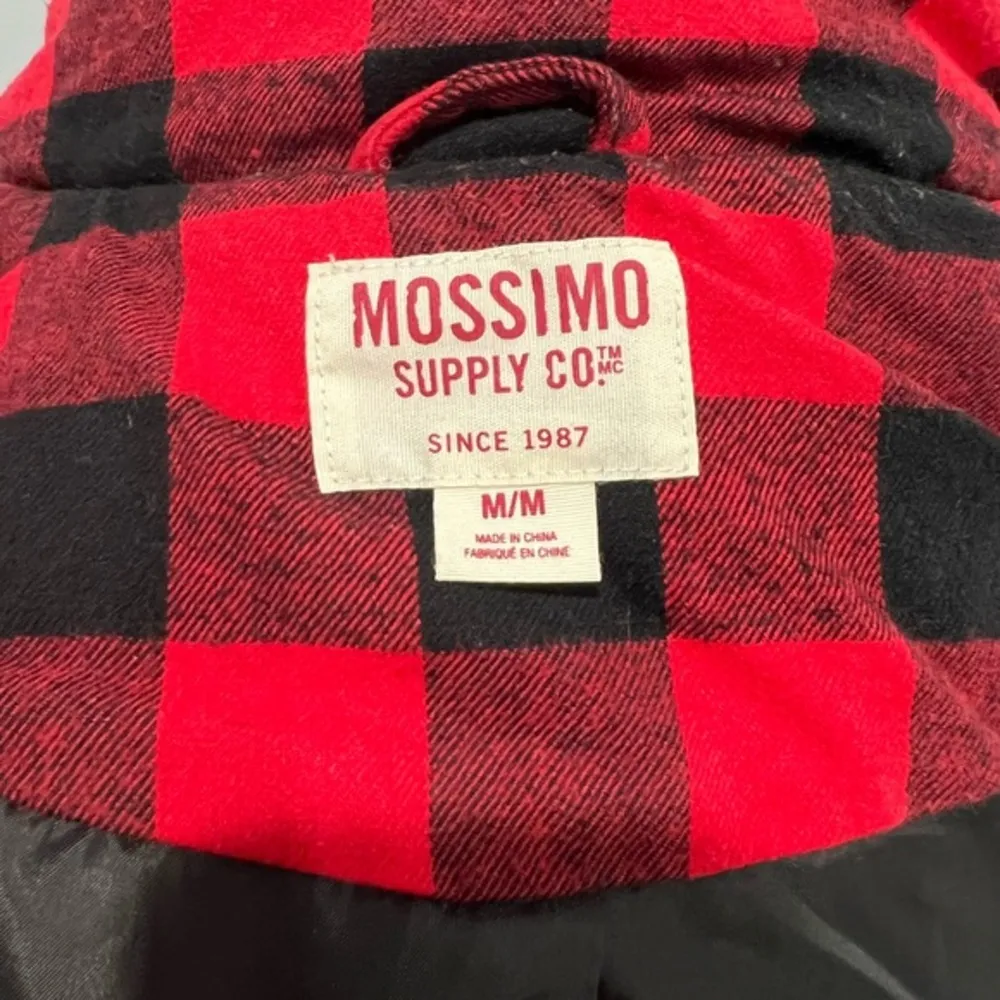 MOSSIMO
SUPPLY CO.™ MC
SINCE 1987
M/M
MADE IN CHINA
FABRIQUÉ EN CHINE